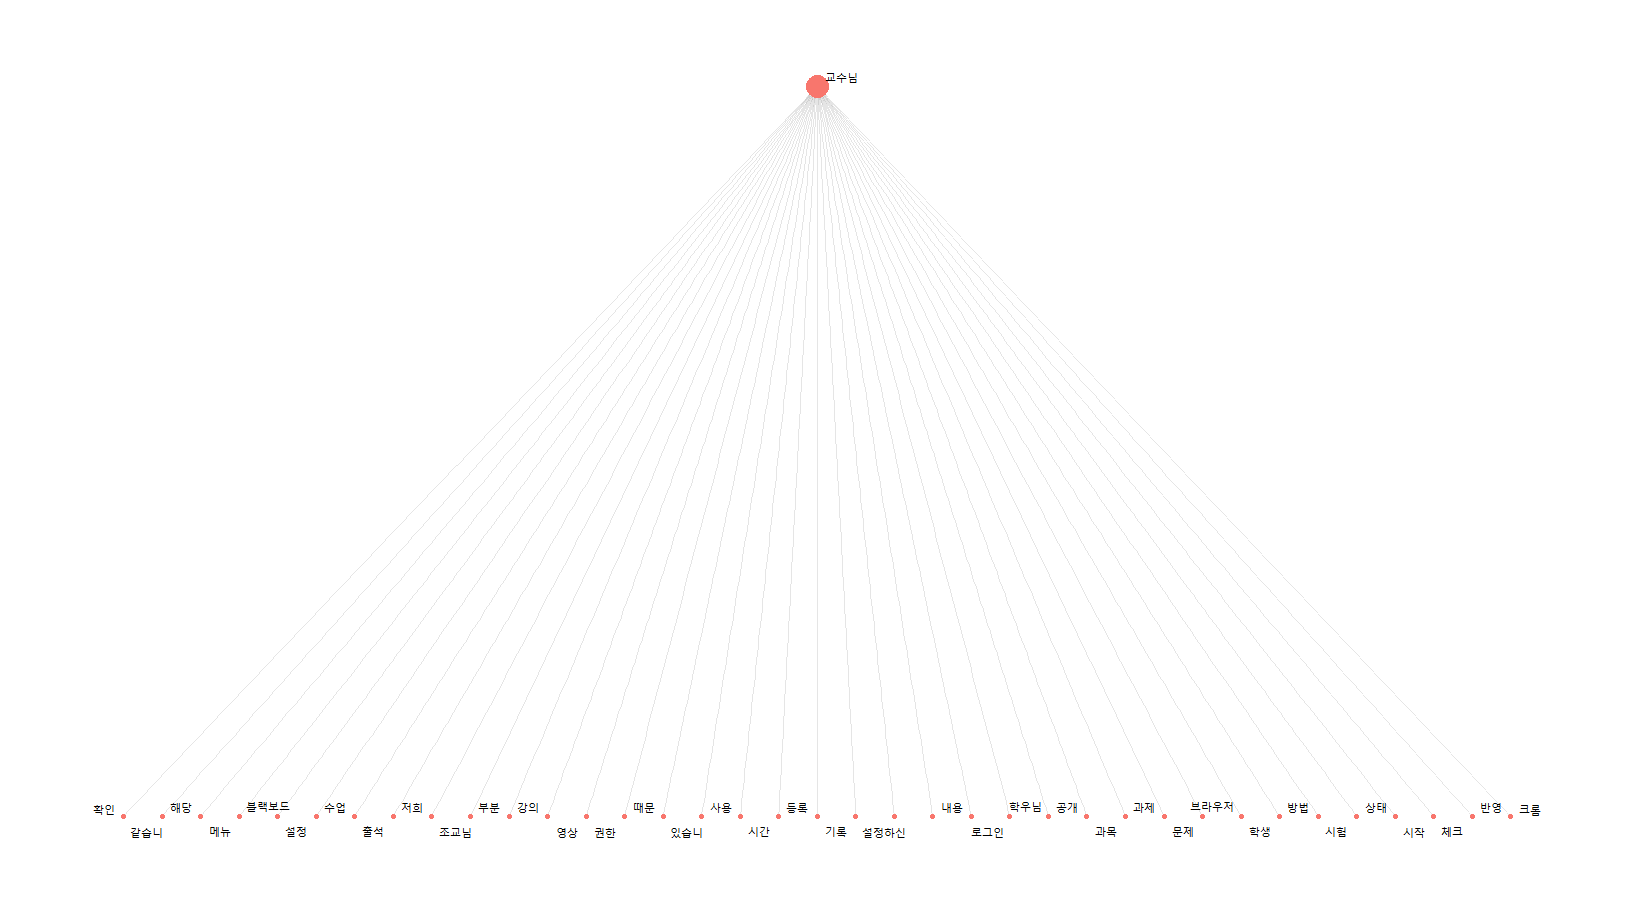 교수님
확인
갈습니
해당
메뉴
블랙보드
설정
수업
출석
저희
조교님
부분
강의
영상
권한
때문
있습니
사용
시간
등록
기록
설정하신
내용
로그인
학우님
공개
과목
과제
문제
브라우저
학생
방법
시험
상태
시작
체크
반영
크롬